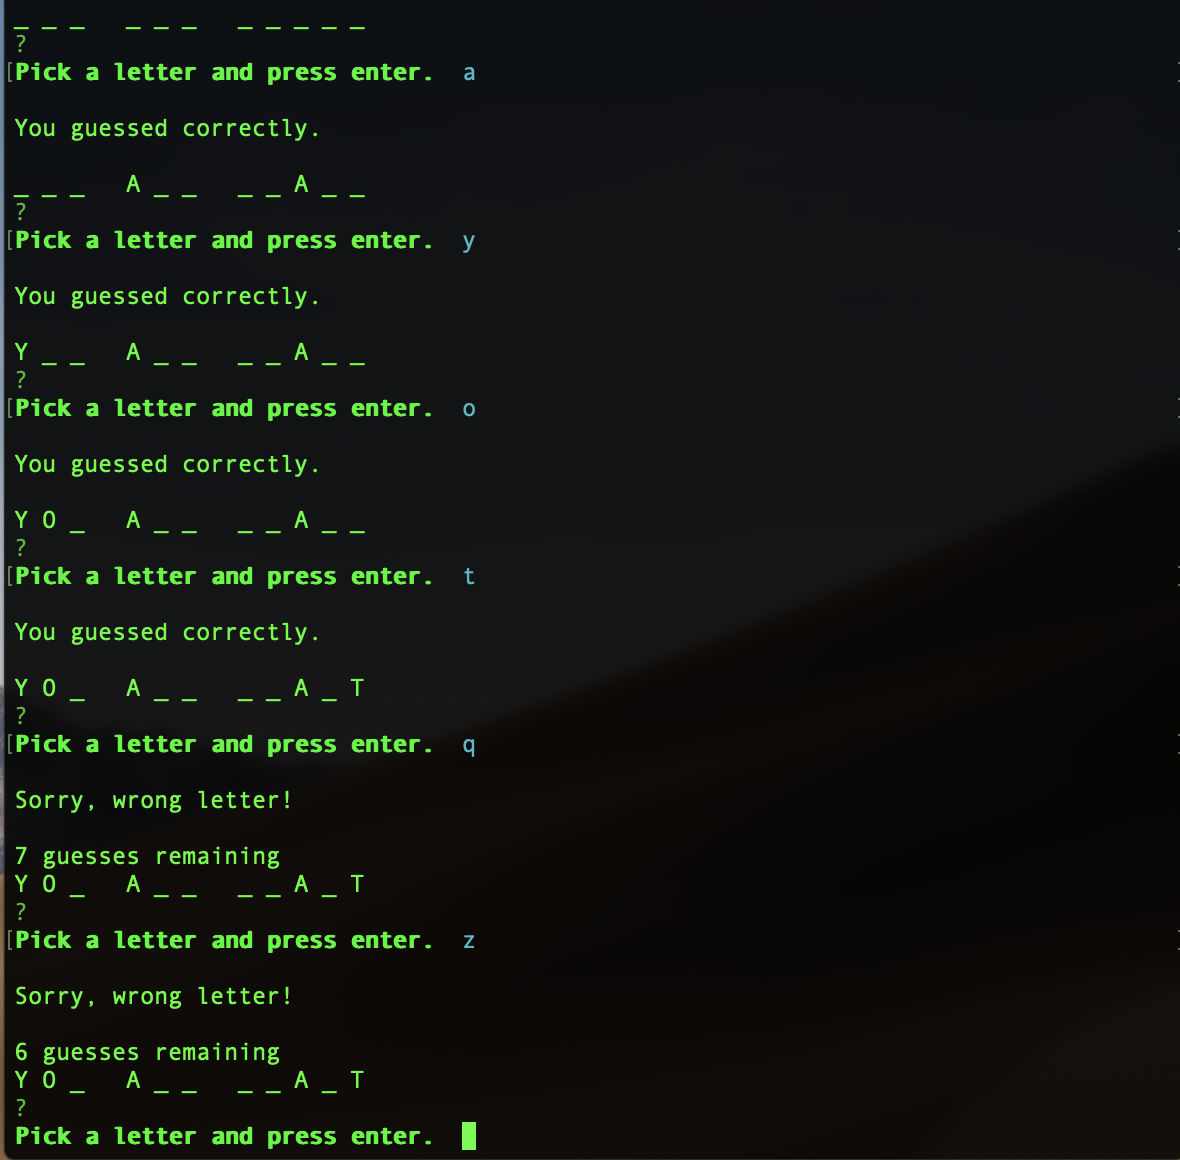 _ _ _   _ _ _   _ _ _ _ _
?
[Pick a letter and press enter.  a
You guessed correctly.
_ _ _   A _ _   _ _ A _ _
?
[Pick a letter and press enter.  y
You guessed correctly.
Y _ _   A _ _   _ _ A _ _
?
[Pick a letter and press enter.  o
You guessed correctly.
Y O _   A _ _   _ _ A _ _
?
[Pick a letter and press enter.  t
You guessed correctly.
Y O _   A _ _   _ _ A _ T
?
[Pick a letter and press enter.  q
Sorry, wrong letter!
7 guesses remaining
Y O _   A _ _   _ _ A _ T
?
[Pick a letter and press enter.  z
Sorry, wrong letter!
6 guesses remaining
Y O _   A _ _   _ _ A _ T
?
Pick a letter and press enter.